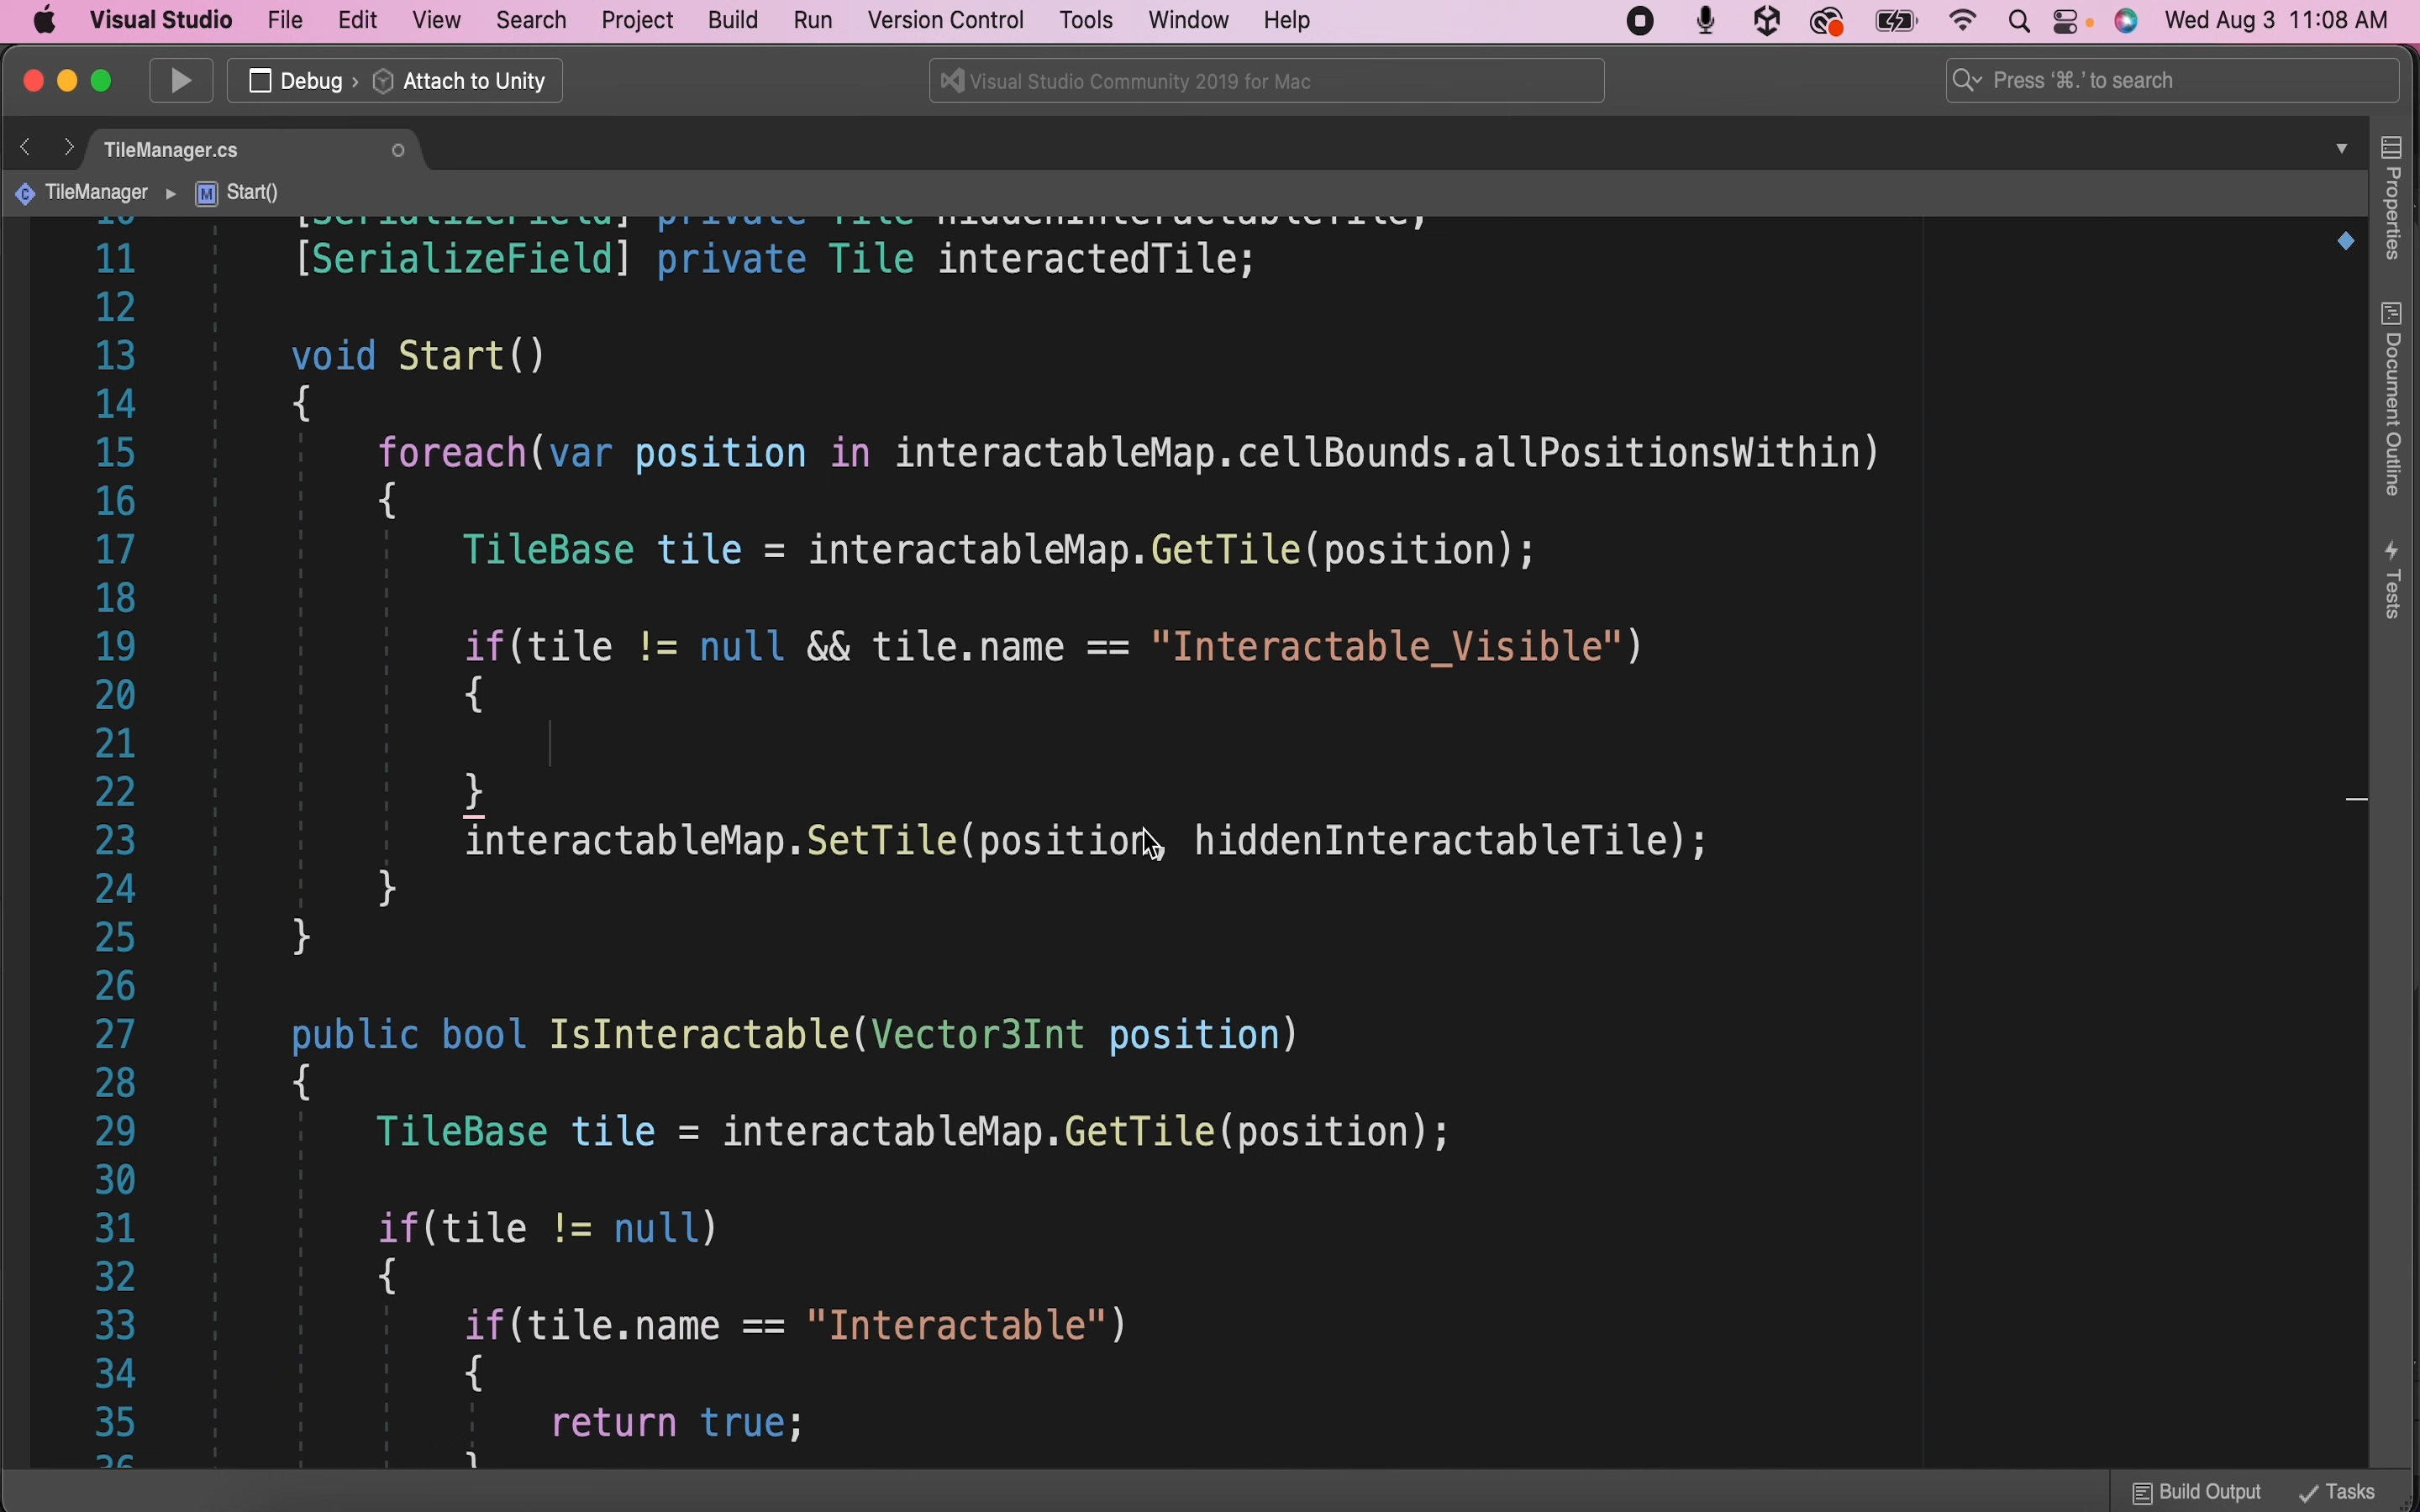 Visual Studio File Edit View Search Project Build Run Version Control Tools Window Help Wed Aug 3 11:08 AM
Debug › Attach to Unity Visual Studio Community 2019 for Mac Press ‘⌘.’ to search
TileManager.cs
TileManager ▸ M Start()
10 [SerializeField] private Tile hiddenInteractableTile;
11 [SerializeField] private Tile interactedTile;
12
13 void Start()
14 {
15 foreach(var position in interactableMap.cellBounds.allPositionsWithin)
16 {
17 TileBase tile = interactableMap.GetTile(position);
18
19 if(tile != null && tile.name == "Interactable_Visible")
20 {
21
22 }
23 interactableMap.SetTile(position, hiddenInteractableTile);
24 }
25 }
26
27 public bool IsInteractable(Vector3Int position)
28 {
29 TileBase tile = interactableMap.GetTile(position);
30
31 if(tile != null)
32 {
33 if(tile.name == "Interactable")
34 {
35 return true;
36 }
Properties
Document Outline
Tests
Build Output Tasks